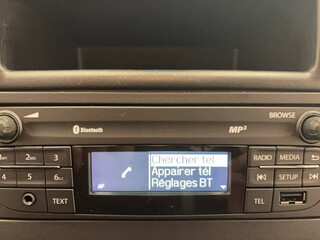 BROWSE
Bluetooth
MP3
Chercher tél
Appairer tél
Réglages BT
AF
1 2 3
4 5 6
TEXT
RADIO MEDIA
SETUP
TEL